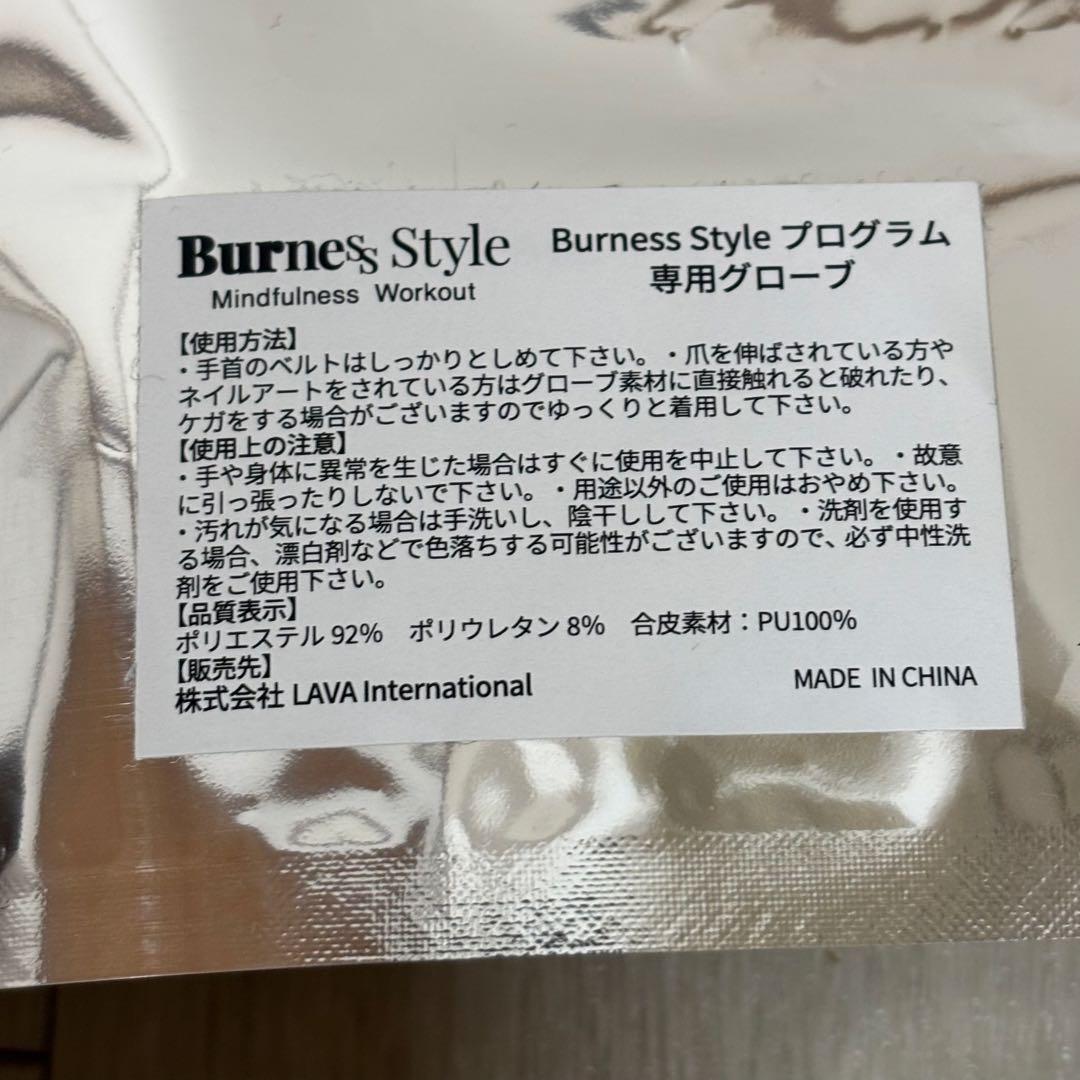 Burness Style
Mindfulness Workout
Burness Style プログラム
専用グローブ
【使用方法】
・手首のベルトはしっかりとしめて下さい。・爪を伸ばされている方や
ネイルアートをされている方はグローブ素材に直接触れると破れたり、
ケガをする場合がございますのでゆっくりと着用して下さい。
【使用上の注意】
・手や身体に異常を生じた場合はすぐに使用を中止して下さい。・故意
に引っ張ったりしないで下さい。・用途以外のご使用はおやめ下さい。
・汚れが気になる場合は手洗いし、陰干しして下さい。・洗剤を使用す
る場合、漂白剤などで色落ちする可能性がございますので、必ず中性洗
剤をご使用下さい。
【品質表示】
ポリエステル 92% ポリウレタン 8% 合皮素材：PU100%
【販売先】
株式会社 LAVA International
MADE IN CHINA